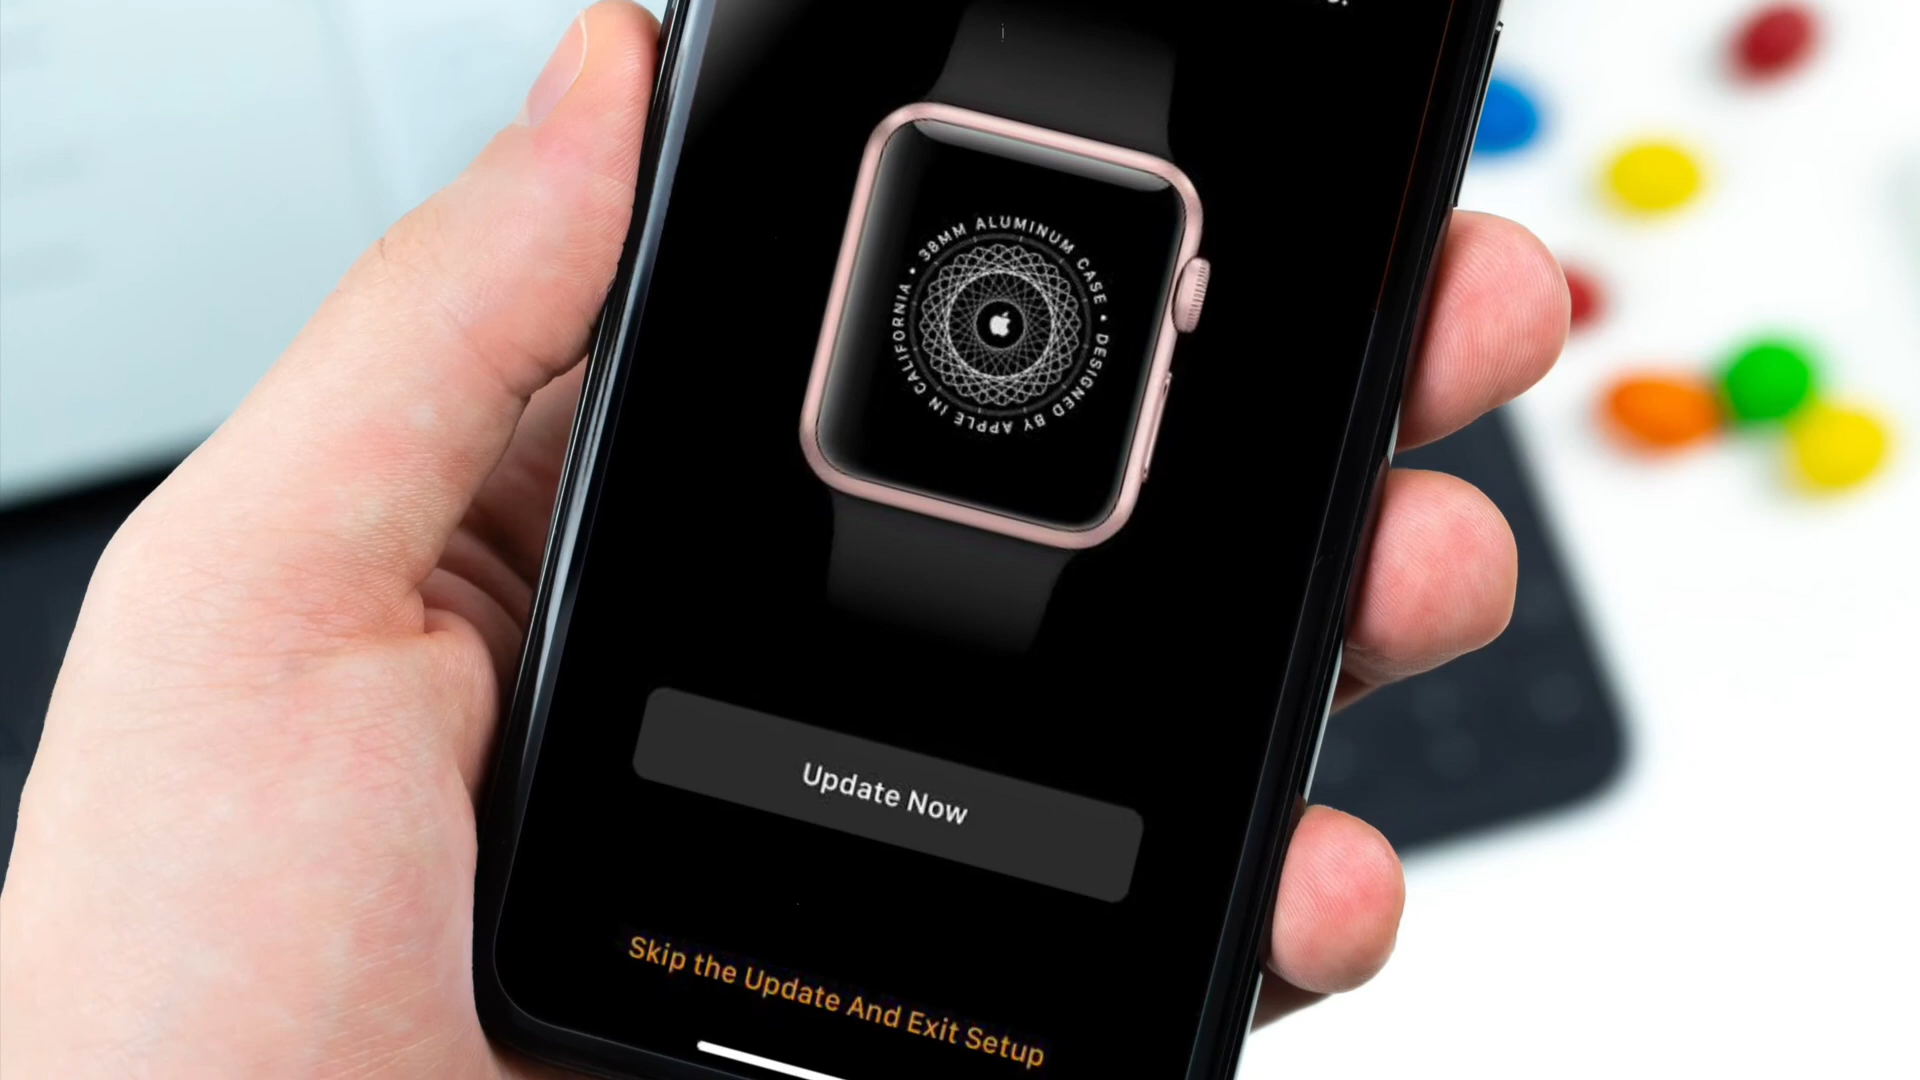 38MM ALUMINUM CASE • DESIGNED BY APPLE IN CALIFORNIA •
Update Now
Skip the Update And Exit Setup